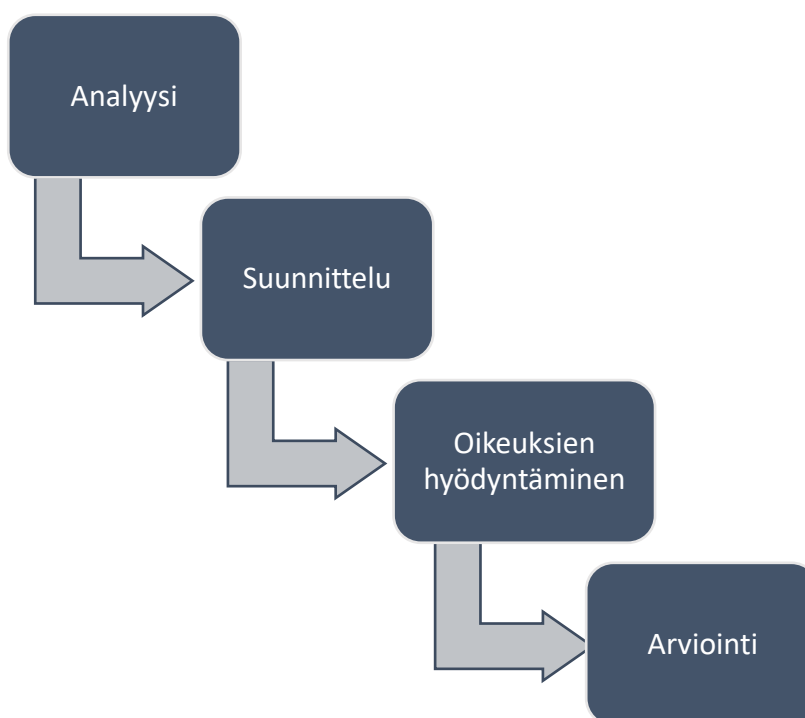 Analyysi
Suunnittelu
Oikeuksien
hyödyntäminen
Arviointi